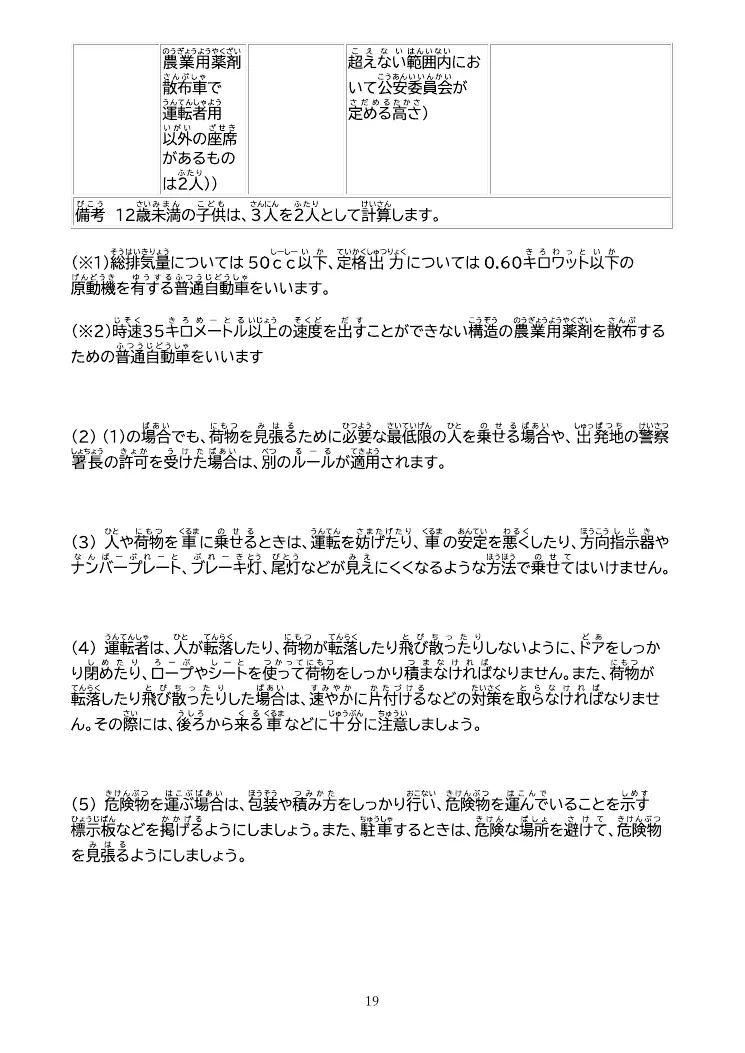 農業用薬剤
散布車で
運転者用
以外の座席
があるもの
は2人））
超えない範囲内にお
いて公安委員会が
定める高さ）
備考　12歳未満の子供は、３人を２人として計算します。
（※1）総排気量については 50ｃｃ以下、定格出力については 0.60キロワット以下の
原動機を有する普通自動車をいいます。
（※2）時速35キロメートル以上の速度を出すことができない構造の農業用薬剤を散布する
ための普通自動車をいいます
（2）（1）の場合でも、荷物を見張るために必要な最低限の人を乗せる場合や、出発地の警察
署長の許可を受けた場合は、別のルールが適用されます。
（3） 人や荷物を車に乗せるときは、運転を妨げたり、車の安定を悪くしたり、方向指示器や
ナンバープレート、ブレーキ灯、尾灯などが見えにくくなるような方法で乗せてはいけません。
（4） 運転者は、人が転落したり、荷物が転落したり飛び散ったりしないように、ドアをしっか
り閉めたり、ロープやシートを使って荷物をしっかり積まなければなりません。また、荷物が
転落したり飛び散ったりした場合は、速やかに片付けるなどの対策を取らなければなりませ
ん。その際には、後ろから来る車などに十分に注意しましょう。
（5） 危険物を運ぶ場合は、包装や積み方をしっかり行い、危険物を運んでいることを示す
標示板などを掲げるようにしましょう。また、駐車するときは、危険な場所を避けて、危険物
を見張るようにしましょう。
19